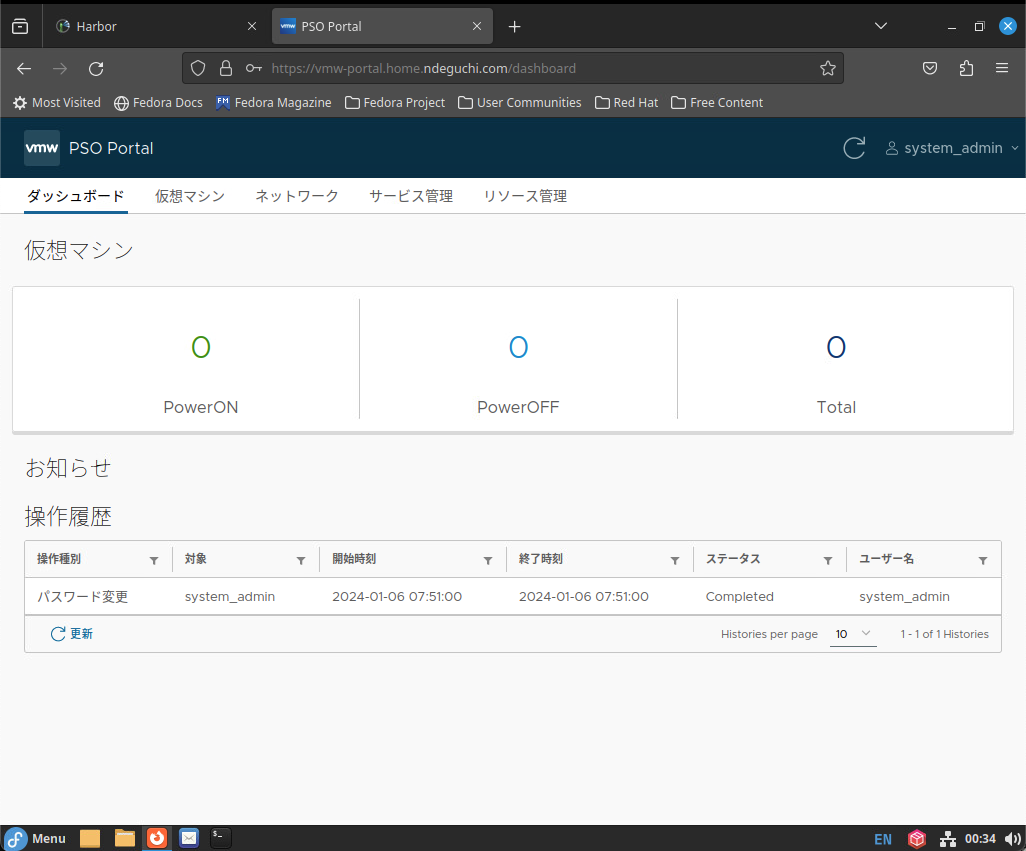 Harbor
vmw PSO Portal
https://vmw-portal.home.ndeguchi.com/dashboard
Most Visited Fedora Docs FM Fedora Magazine Fedora Project User Communities Red Hat Free Content
vmw PSO Portal system_admin
ダッシュボード 仮想マシン ネットワーク サービス管理 リソース管理
仮想マシン
0 0 0
PowerON PowerOFF Total
お知らせ
操作履歴
操作種別 対象 開始時刻 終了時刻 ステータス ユーザー名
パスワード変更 system_admin 2024-01-06 07:51:00 2024-01-06 07:51:00 Completed system_admin
更新 Histories per page 10 1 - 1 of 1 Histories
Menu EN 00:34